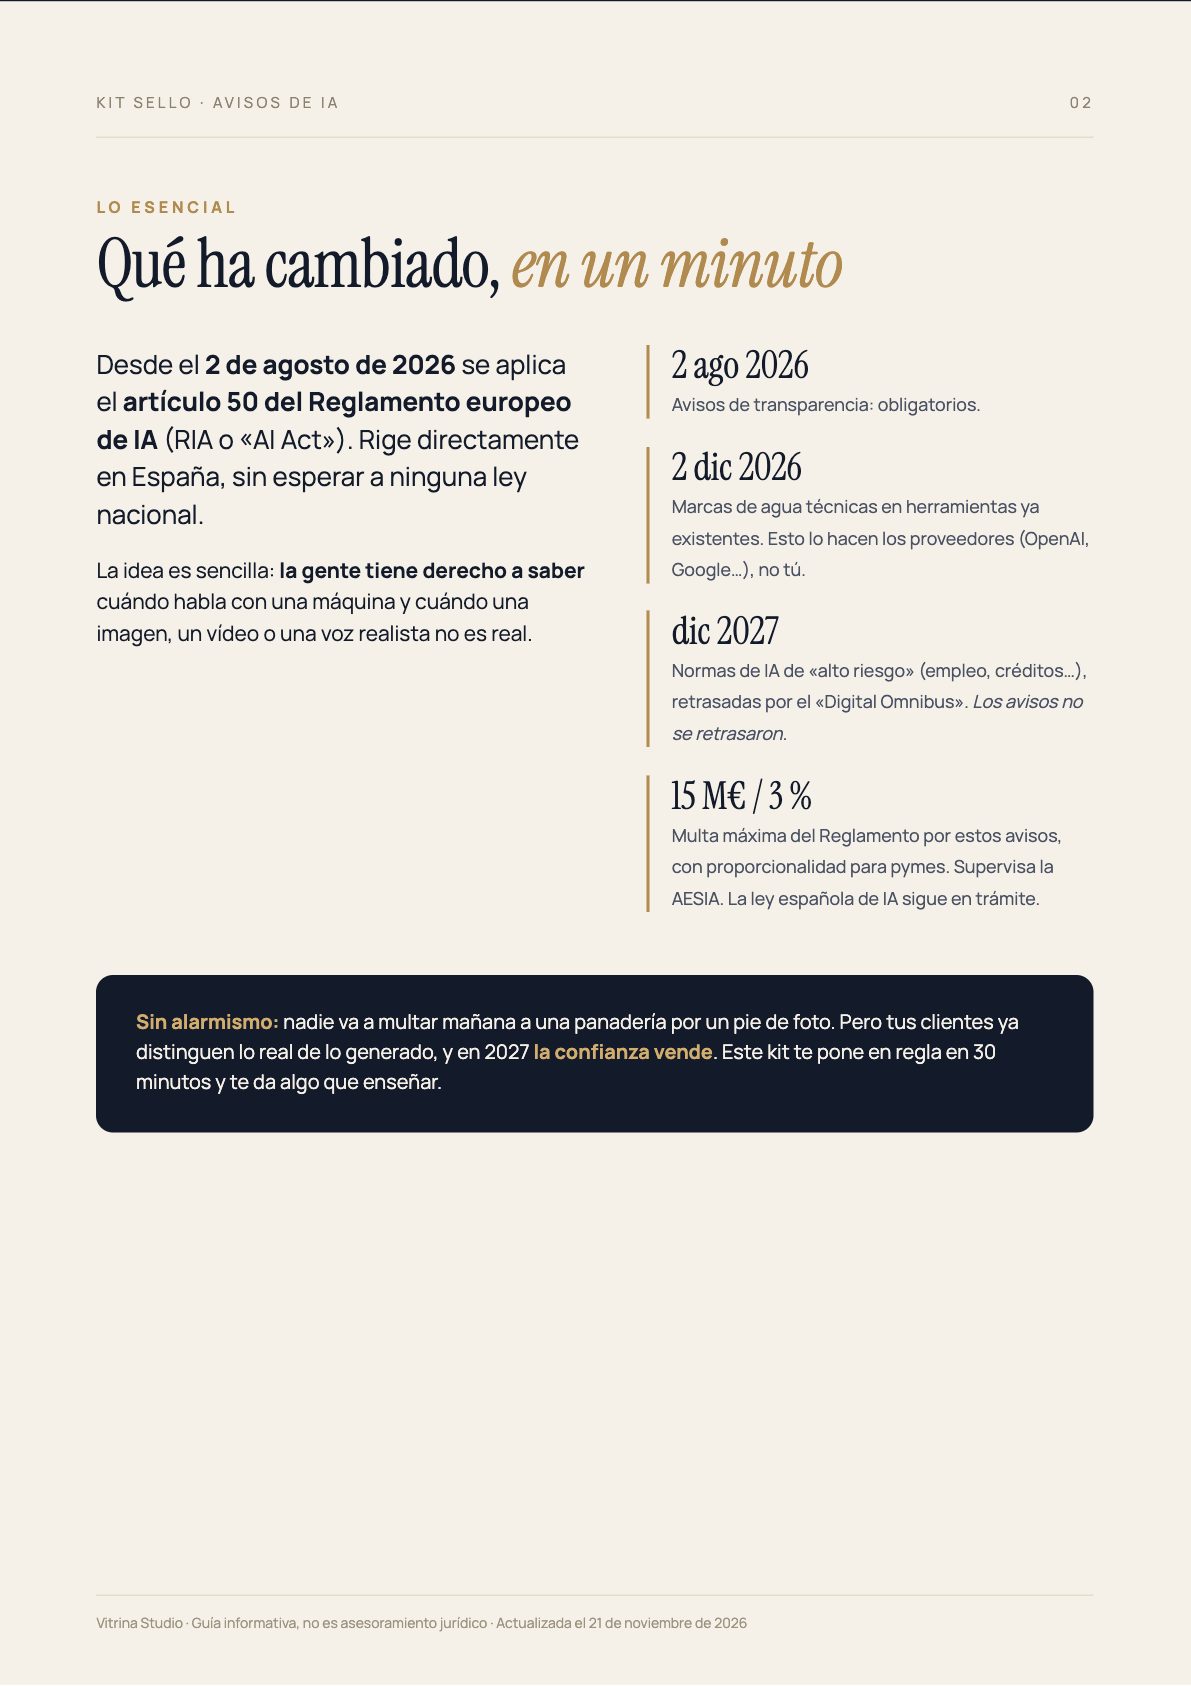 KIT SELLO · AVISOS DE IA
02
LO ESENCIAL
Qué ha cambiado, en un minuto
Desde el 2 de agosto de 2026 se aplica
el artículo 50 del Reglamento europeo
de IA (RIA o «AI Act»). Rige directamente
en España, sin esperar a ninguna ley
nacional.
La idea es sencilla: la gente tiene derecho a saber
cuándo habla con una máquina y cuándo una
imagen, un vídeo o una voz realista no es real.
2 ago 2026
Avisos de transparencia: obligatorios.
2 dic 2026
Marcas de agua técnicas en herramientas ya
existentes. Esto lo hacen los proveedores (OpenAI,
Google…), no tú.
dic 2027
Normas de IA de «alto riesgo» (empleo, créditos…),
retrasadas por el «Digital Omnibus». Los avisos no
se retrasaron.
15 M€ / 3 %
Multa máxima del Reglamento por estos avisos,
con proporcionalidad para pymes. Supervisa la
AESIA. La ley española de IA sigue en trámite.
Sin alarmismo: nadie va a multar mañana a una panadería por un pie de foto. Pero tus clientes ya
distinguen lo real de lo generado, y en 2027 la confianza vende. Este kit te pone en regla en 30
minutos y te da algo que enseñar.
Vitrina Studio · Guía informativa, no es asesoramiento jurídico · Actualizada el 21 de noviembre de 2026